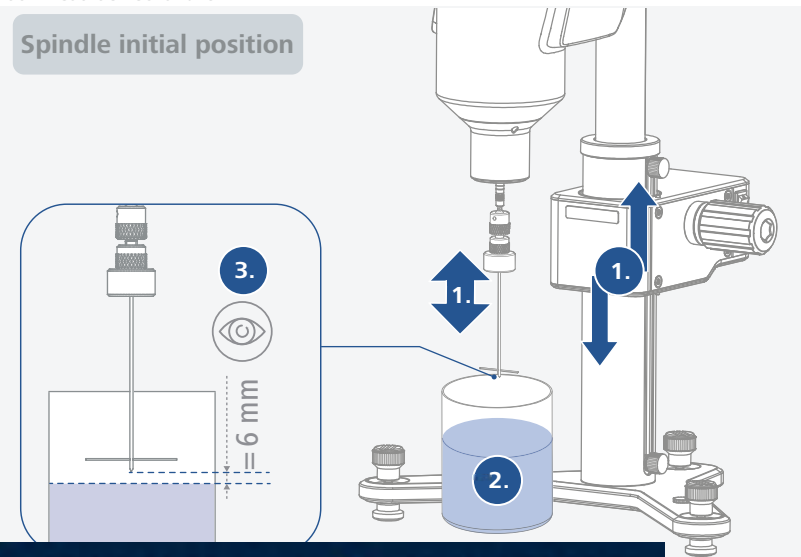 Spindle initial position
1.
1.
3.
=6 mm
2.